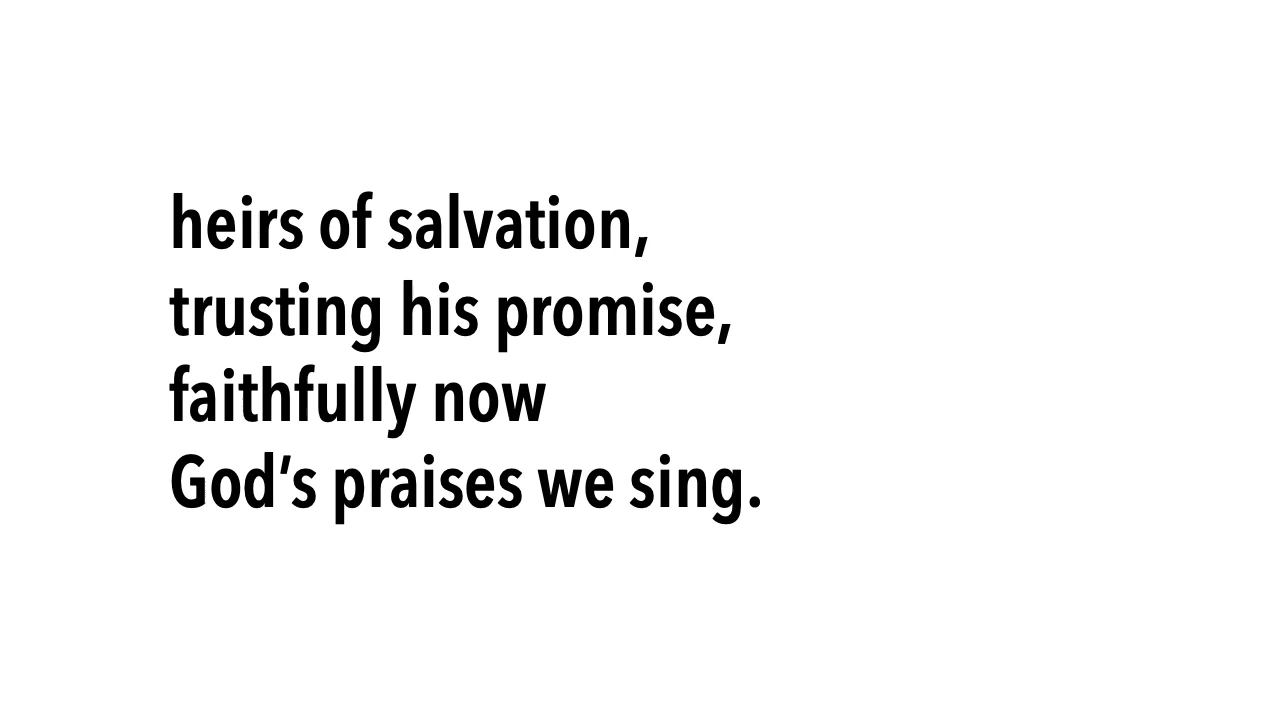 heirs of salvation,
trusting his promise,
faithfully now
God’s praises we sing.